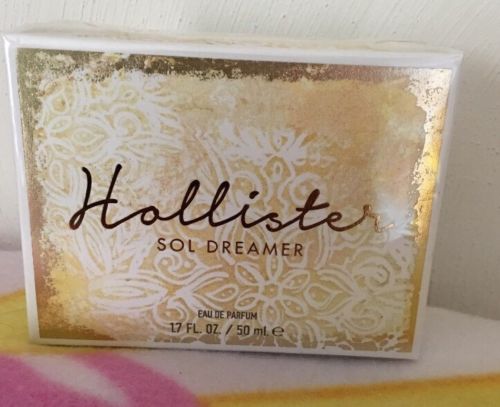 Hollister
SOL DREAMER
EAU DE PARFUM
1.7 FL. OZ. / 50 ml. ℮